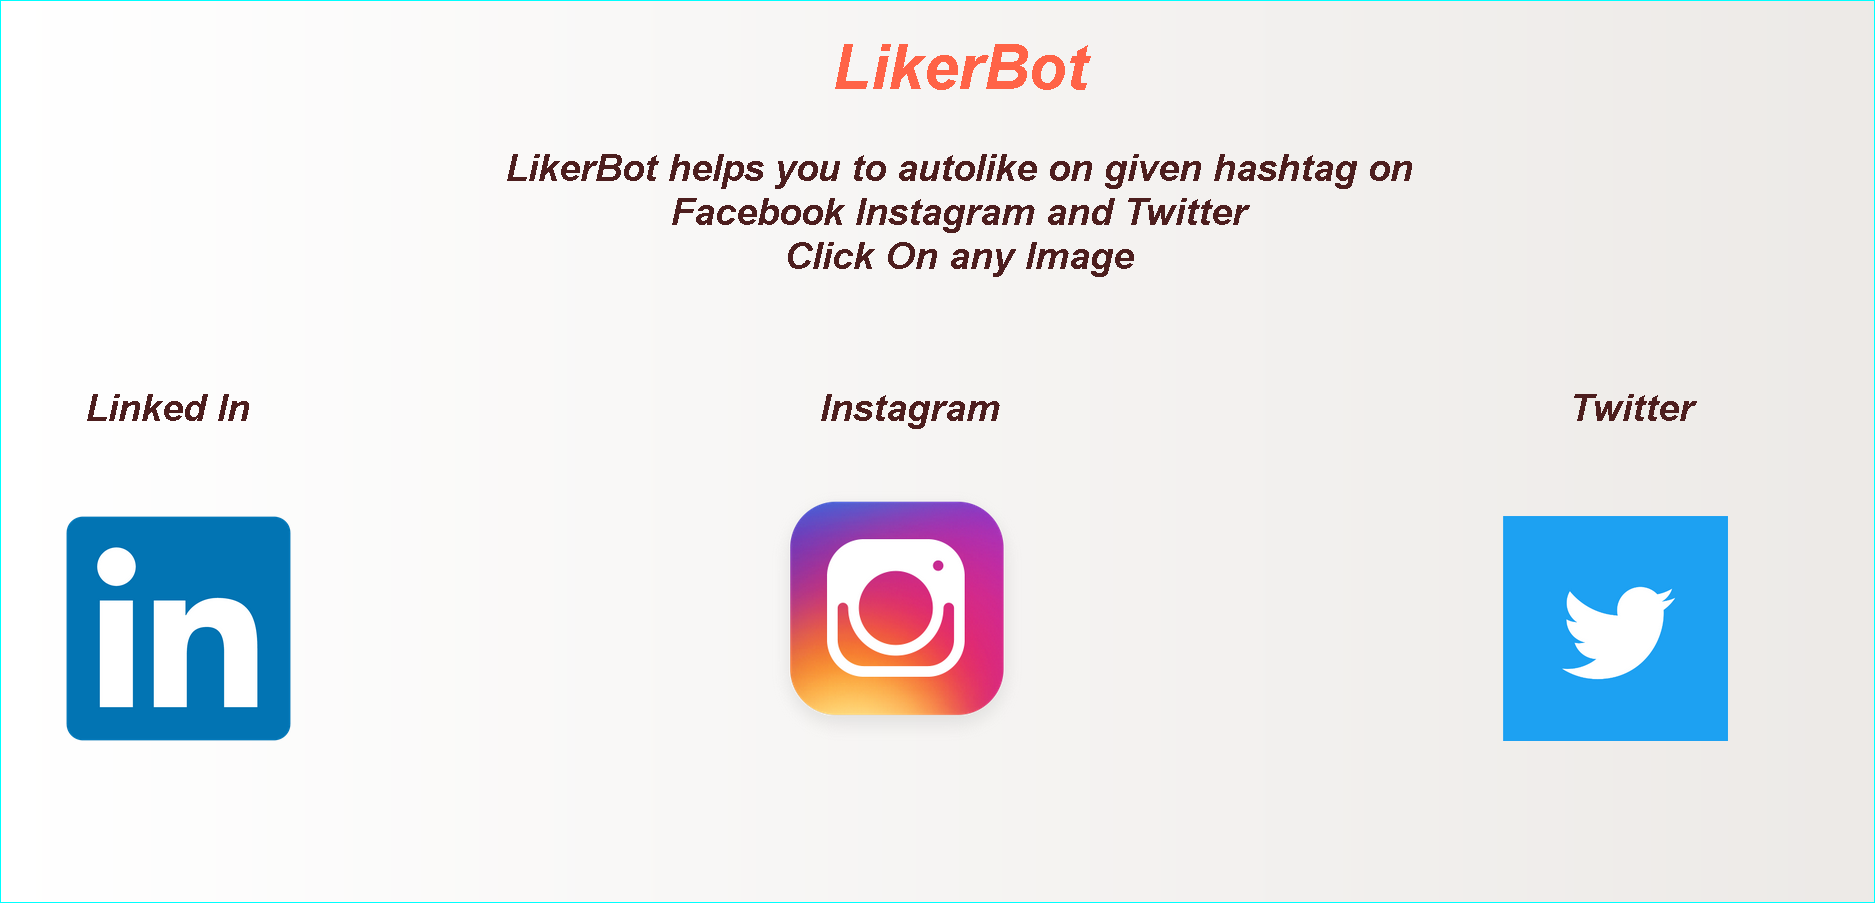 LikerBot
LikerBot helps you to autolike on given hashtag on
Facebook Instagram and Twitter
Click On any Image
Linked In
Instagram
Twitter
in